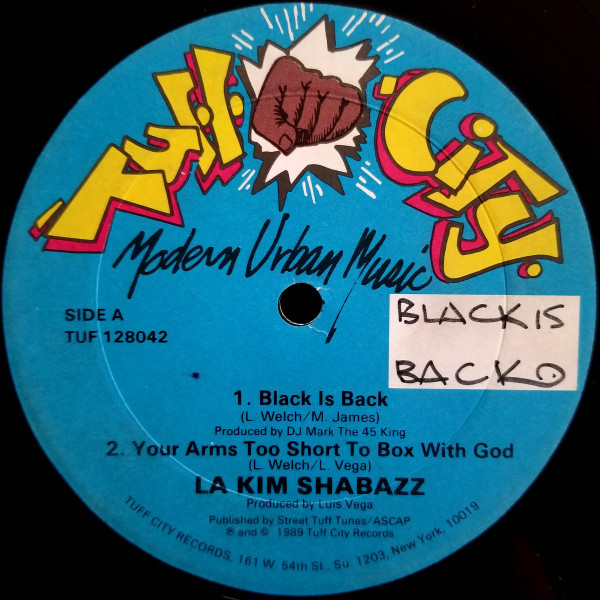 Tuff City
Modern Urban Music
SIDE A
TUF 128042
BLACK IS
BACK
1. Black Is Back
(L. Welch/M. James)
Produced by DJ Mark The 45 King
2. Your Arms Too Short To Box With God
(L. Welch/L. Vega)
LA KIM SHABAZZ
Produced by Luis Vega
Published by Street Tuff Tunes/ASCAP
℗ and © 1989 Tuff City Records
TUFF CITY RECORDS, 161 W. 54th St., Su. 1203, New York, 10019